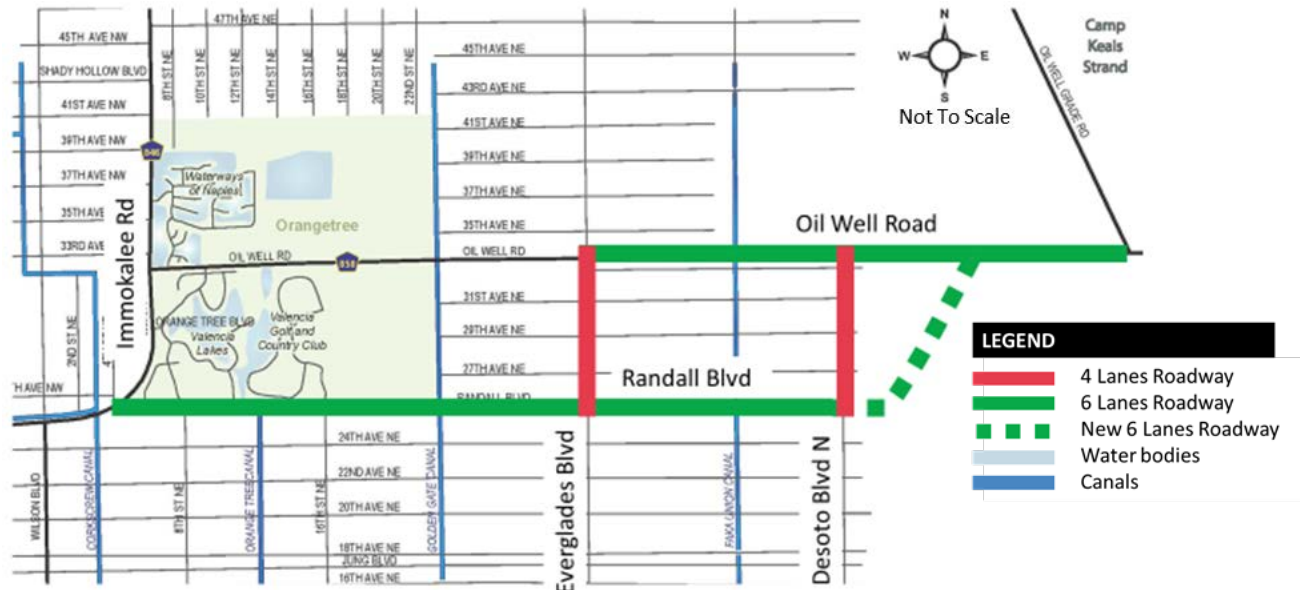 47TH AVE NE
45TH AVE NW
SHADY HOLLOW BLVD
41ST AVE NW
39TH AVE NW
37TH AVE NW
35TH AVE
33RD AVE
8TH ST NE
10TH ST NE
12TH ST NE
14TH ST NE
16TH ST NE
18TH ST NE
20TH ST NE
22ND ST NE
45TH AVE NE
43RD AVE NE
41ST AVE NE
39TH AVE NE
37TH AVE NE
35TH AVE NE
OIL WELL RD
31ST AVE NE
29TH AVE NE
27TH AVE NE
RANDALL BLVD
846
Waterways
of Naples
Orangetree
OIL WELL RD
858
ORANGE TREE BLVD
Valencia
Lakes
Valencia
Golf and
Country Club
Immokalee Rd
2ND ST NE
TH AVE NW
N
W
E
S
Not To Scale
OIL WELL GRADE RD
Camp
Keals
Strand
Oil Well Road
Randall Blvd
Everglades Blvd
Desoto Blvd N
24TH AVE NE
22ND AVE NE
20TH AVE NE
18TH AVE NE
JUNG BLVD
16TH AVE NE
WILSON BLVD
CORKSCREW CANAL
8TH ST NE
ORANGE TREE CANAL
16TH ST NE
GOLDEN GATE CANAL
FAKA UNION CANAL
LEGEND
4 Lanes Roadway
6 Lanes Roadway
New 6 Lanes Roadway
Water bodies
Canals